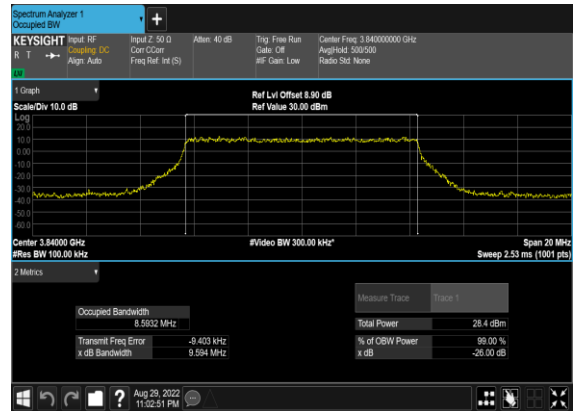 Spectrum Analyzer 1
Occupied BW
+
KEYSIGHT Input: RF Input Z: 50 Ω Atten: 40 dB Trig: Free Run Center Freq: 3.840000000 GHz
R T Coupling: DC Corr CCorr Gate: Off Avg|Hold: 500/500
Align: Auto Freq Ref: Int (S) #IF Gain: Low Radio Std: None
1 Graph Ref Lvl Offset 8.90 dB
Scale/Div 10.0 dB Ref Value 30.00 dBm
Log
20.0
10.0
0.00
-10.0
-20.0
-30.0
-40.0
-50.0
-60.0
Center 3.84000 GHz #Video BW 300.00 kHz* Span 20 MHz
#Res BW 100.00 kHz Sweep 2.53 ms (1001 pts)
2 Metrics
Measure Trace Trace 1
Occupied Bandwidth
8.5932 MHz Total Power 28.4 dBm
Transmit Freq Error -9.403 kHz % of OBW Power 99.00 %
x dB Bandwidth 9.594 MHz x dB -26.00 dB
? Aug 29, 2022
11:02:51 PM